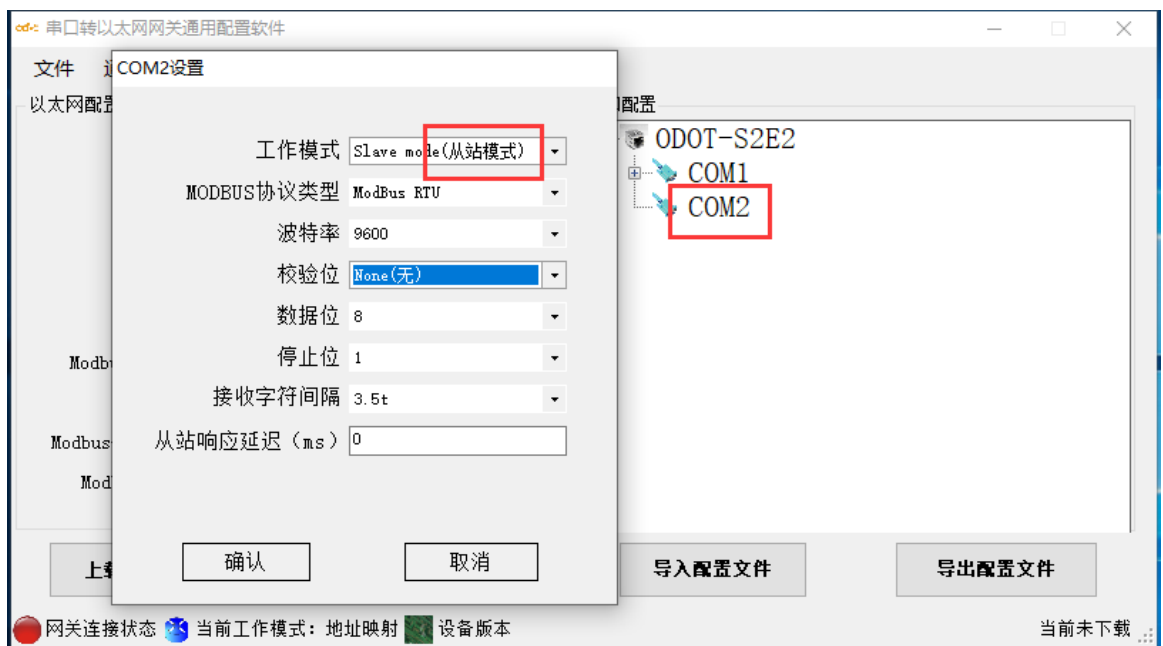 串口转以太网网关通用配置软件
文件
COM2设置
以太网配
配置
工作模式 Slave mode(从站模式)
MODBUS协议类型 ModBus RTU
波特率 9600
校验位 None(无)
数据位 8
停止位 1
接收字符间隔 3.5t
从站响应延迟（ms） 0
确认 取消
ODOT-S2E2
COM1
COM2
Modb
Modbus
Mod
上
导入配置文件
导出配置文件
网关连接状态 当前工作模式：地址映射 设备版本 当前未下载